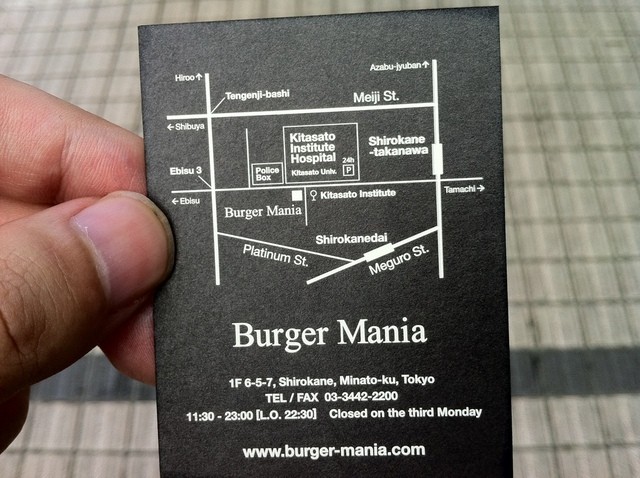 Hiroo↑
Azabu-jyuban↑
Tengenji-bashi
Meiji St.
←Shibuya
Kitasato
Institute
Hospital
Kitasato Univ.
24h
P
Police
Box
Shirokane
-takanawa
Ebisu 3
←Ebisu
Kitasato Institute
Tamachi→
Burger Mania
Shirokanedai
Platinum St.
Meguro St.
Burger Mania
1F 6-5-7, Shirokane, Minato-ku, Tokyo
TEL / FAX 03-3442-2200
11:30 - 23:00 [L.O. 22:30] Closed on the third Monday
www.burger-mania.com